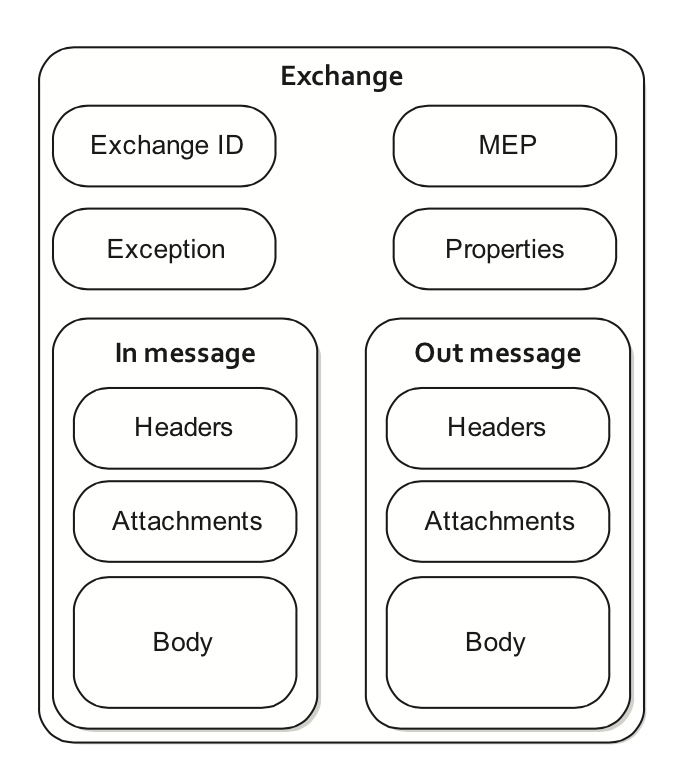 Exchange
Exchange ID
MEP
Exception
Properties
In message
Headers
Attachments
Body
Out message
Headers
Attachments
Body